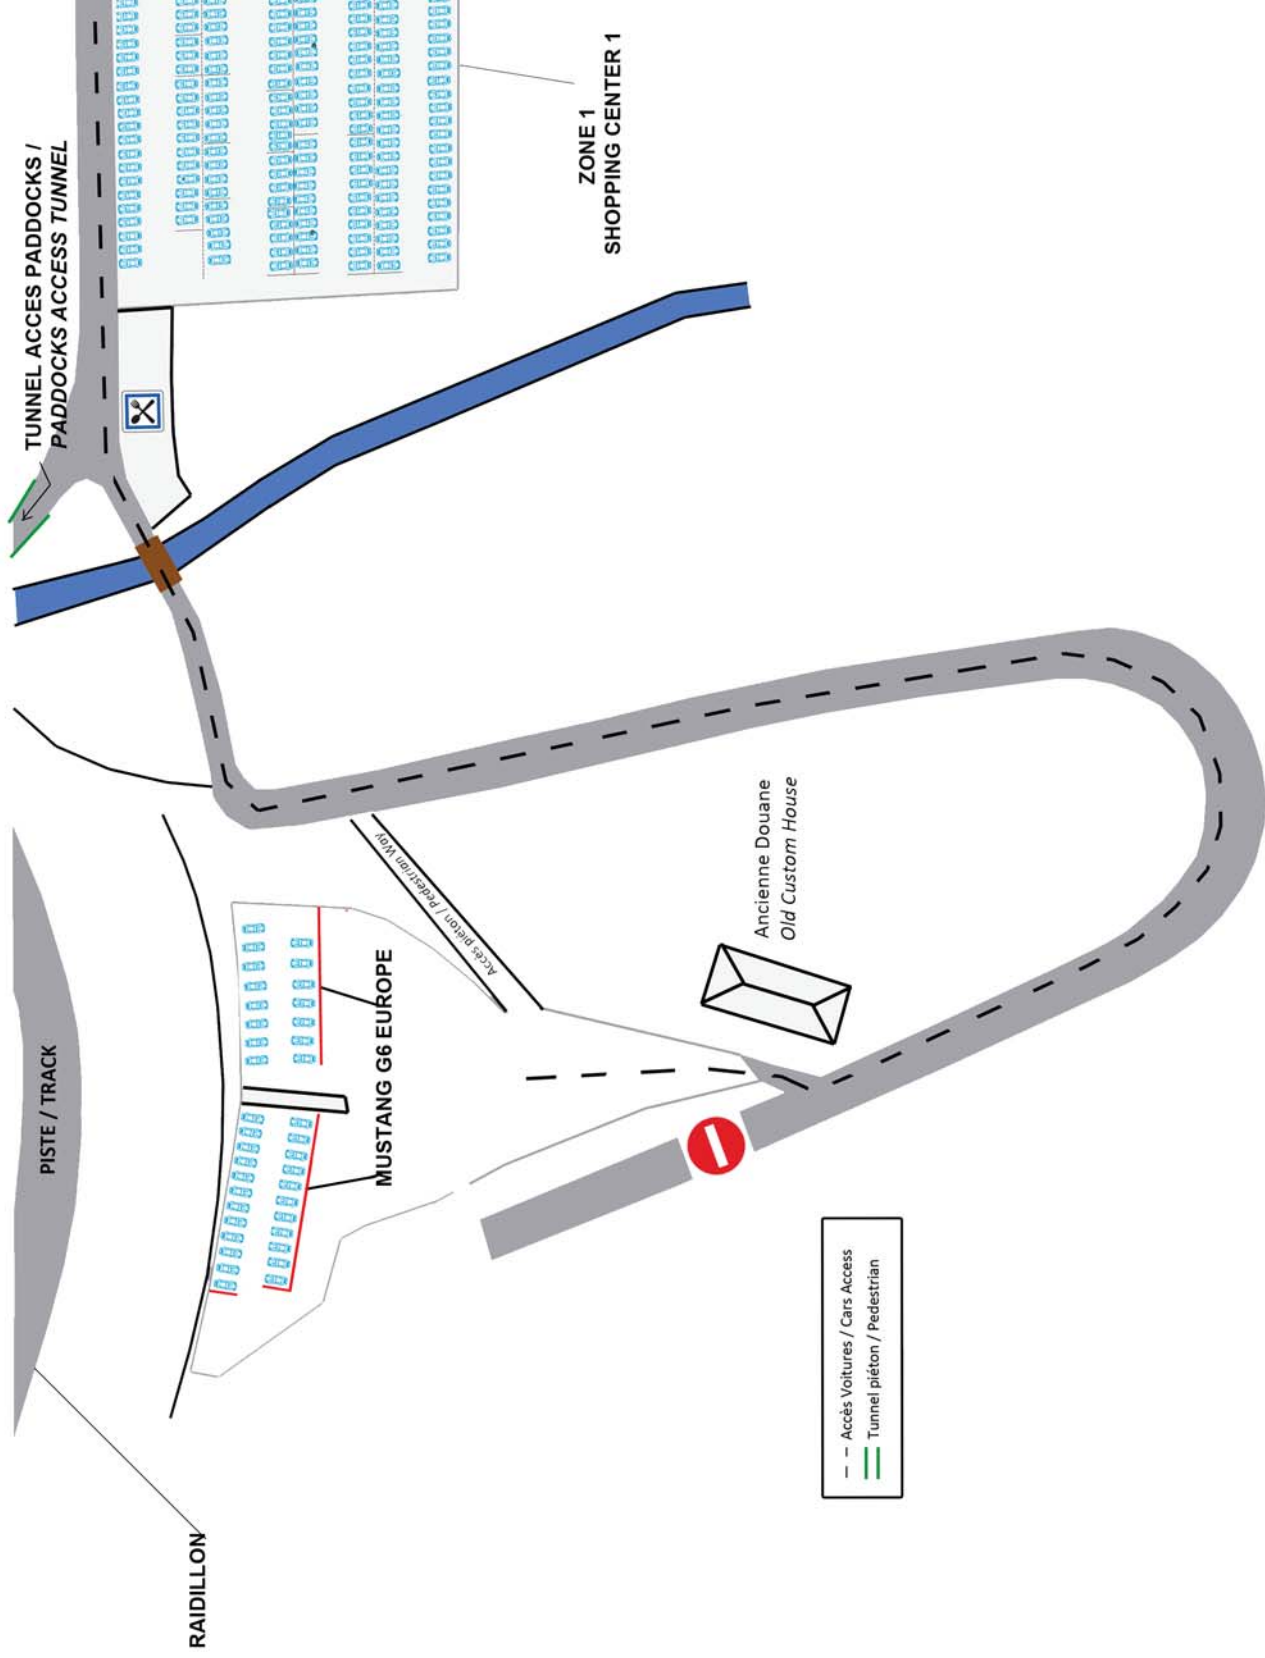 TUNNEL ACCES PADDOCKS /
PADDOCKS ACCESS TUNNEL
ZONE 1
SHOPPING CENTER 1
PISTE / TRACK
RAIDILLON
MUSTANG G6 EUROPE
Accès piéton / Pedestrian Way
Ancienne Douane
Old Custom House
Accès Voitures / Cars Access
Tunnel piéton / Pedestrian